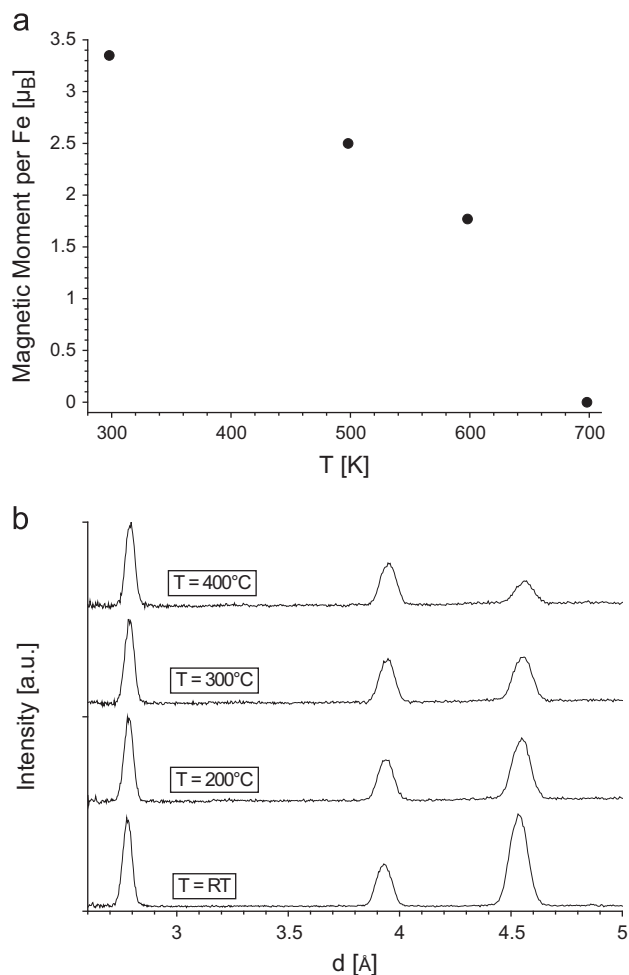 a
3.5
3
2.5
2
1.5
1
0.5
0
Magnetic Moment per Fe [µB]
300 400 500 600 700
T [K]
b
T = 400°C
T = 300°C
T = 200°C
T = RT
Intensity [a.u.]
3 3.5 4 4.5 5
d [Å]